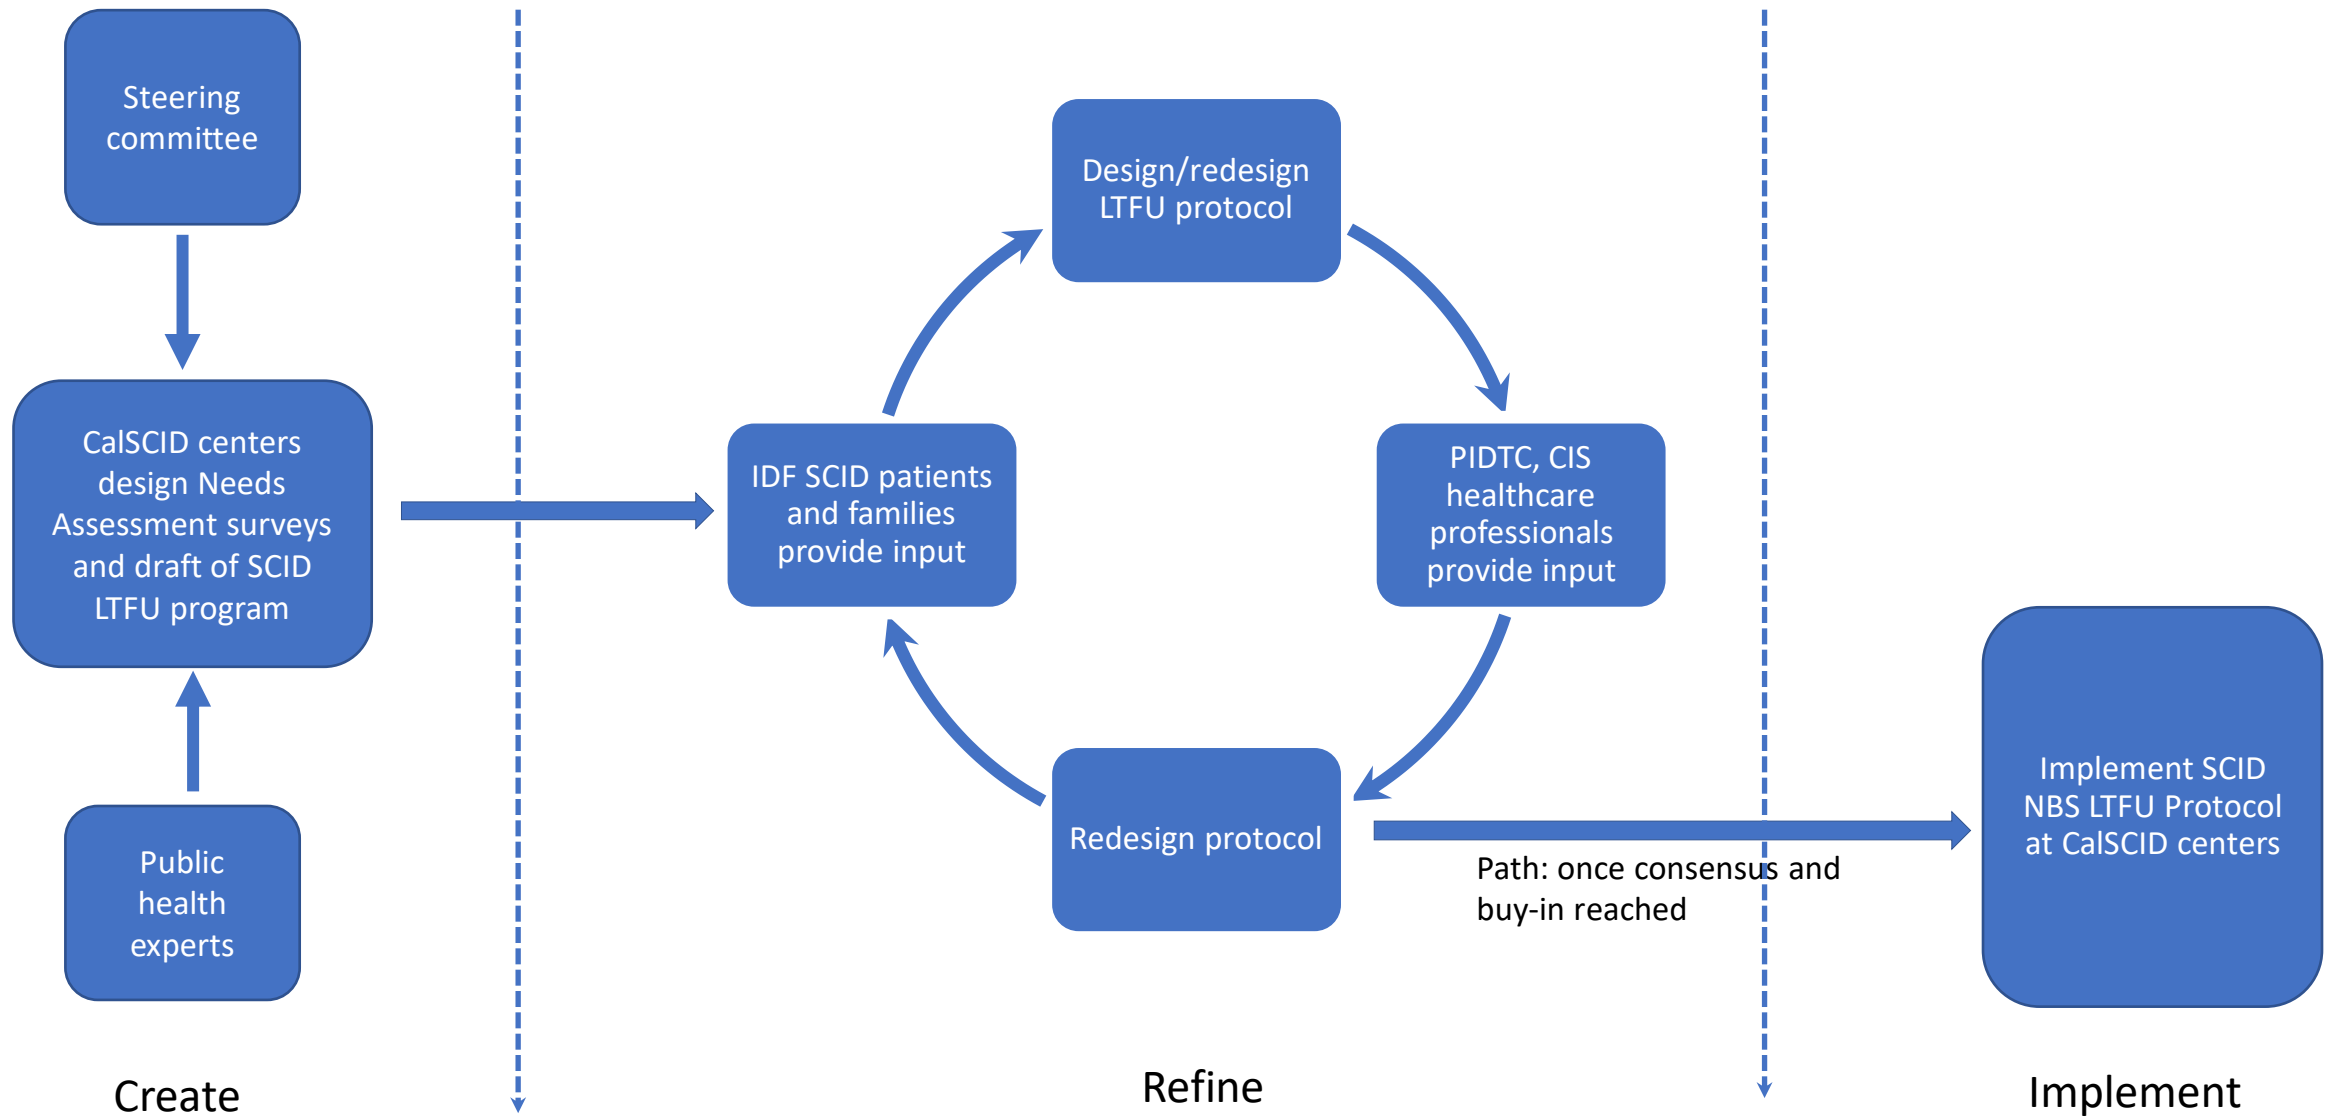 Steering
committee
CalSCID centers
design Needs
Assessment surveys
and draft of SCID
LTFU program
Public
health
experts
Create
Design/redesign
LTFU protocol
IDF SCID patients
and families
provide input
PIDTC, CIS
healthcare
professionals
provide input
Redesign protocol
Path: once consensus and
buy-in reached
Refine
Implement SCID
NBS LTFU Protocol
at CalSCID centers
Implement